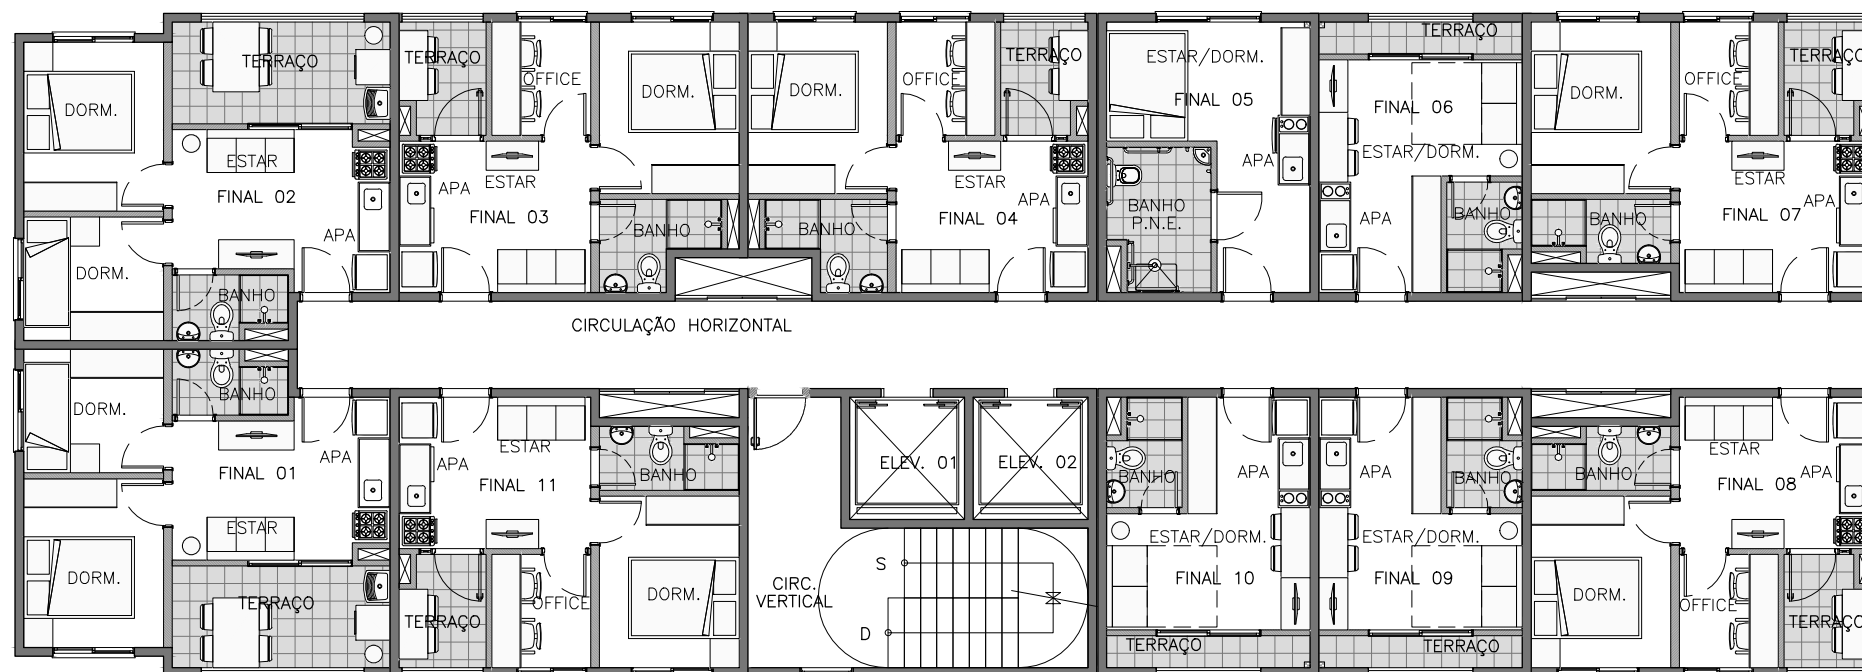 TERRAÇO
DORM.
ESTAR
FINAL 02
APA
DORM.
BANHO
TERRAÇO
OFFICE
DORM.
APA
ESTAR
FINAL 03
BANHO
DORM.
OFFICE
TERRAÇO
ESTAR
APA
FINAL 04
BANHO
ESTAR/DORM.
FINAL 05
APA
BANHO
P.N.E.
TERRAÇO
FINAL 06
ESTAR/DORM.
APA
BANHO
DORM.
OFFICE
TERRAÇO
ESTAR
APA
FINAL 07
BANHO
CIRCULAÇÃO HORIZONTAL
BANHO
DORM.
APA
FINAL 01
ESTAR
DORM.
TERRAÇO
ESTAR
APA
FINAL 11
BANHO
OFFICE
DORM.
TERRAÇO
ELEV. 01
ELEV. 02
S
CIRC.
VERTICAL
D
APA
BANHO
ESTAR/DORM.
FINAL 10
TERRAÇO
APA
BANHO
ESTAR/DORM.
FINAL 09
TERRAÇO
ESTAR
APA
BANHO
FINAL 08
DORM.
OFFICE
TERRAÇO